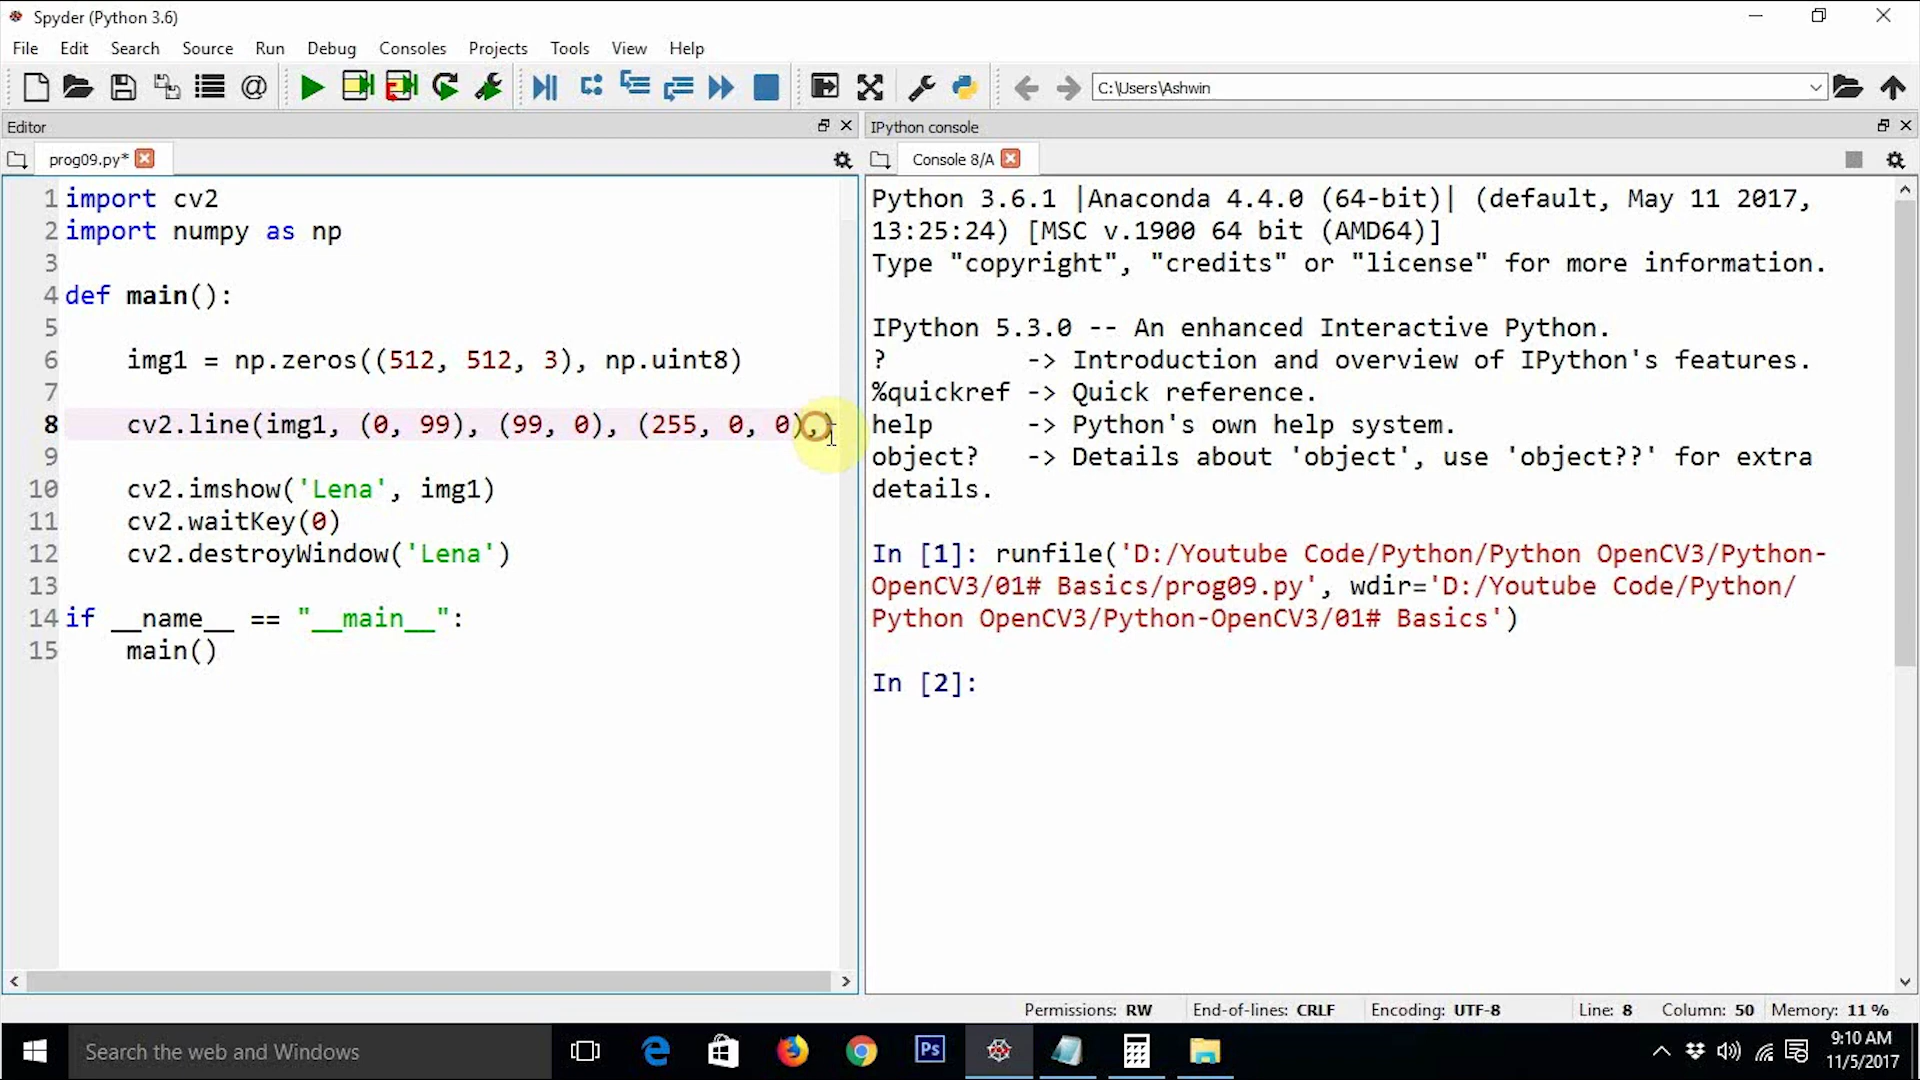 Spyder (Python 3.6)
File Edit Search Source Run Debug Consoles Projects Tools View Help
C:\Users\Ashwin
Editor
prog09.py*
1 import cv2
2 import numpy as np
3
4 def main():
5
6 img1 = np.zeros((512, 512, 3), np.uint8)
7
8 cv2.line(img1, (0, 99), (99, 0), (255, 0, 0),)
9
10 cv2.imshow('Lena', img1)
11 cv2.waitKey(0)
12 cv2.destroyWindow('Lena')
13
14 if __name__ == "__main__":
15 main()
IPython console
Console 8/A
Python 3.6.1 |Anaconda 4.4.0 (64-bit)| (default, May 11 2017,
13:25:24) [MSC v.1900 64 bit (AMD64)]
Type "copyright", "credits" or "license" for more information.
IPython 5.3.0 -- An enhanced Interactive Python.
? -> Introduction and overview of IPython's features.
%quickref -> Quick reference.
help -> Python's own help system.
object? -> Details about 'object', use 'object??' for extra
details.
In [1]: runfile('D:/Youtube Code/Python/Python OpenCV3/Python-
OpenCV3/01# Basics/prog09.py', wdir='D:/Youtube Code/Python/
Python OpenCV3/Python-OpenCV3/01# Basics')
In [2]:
Permissions: RW End-of-lines: CRLF Encoding: UTF-8 Line: 8 Column: 50 Memory: 11 %
Search the web and Windows
Ps
9:10 AM
11/5/2017